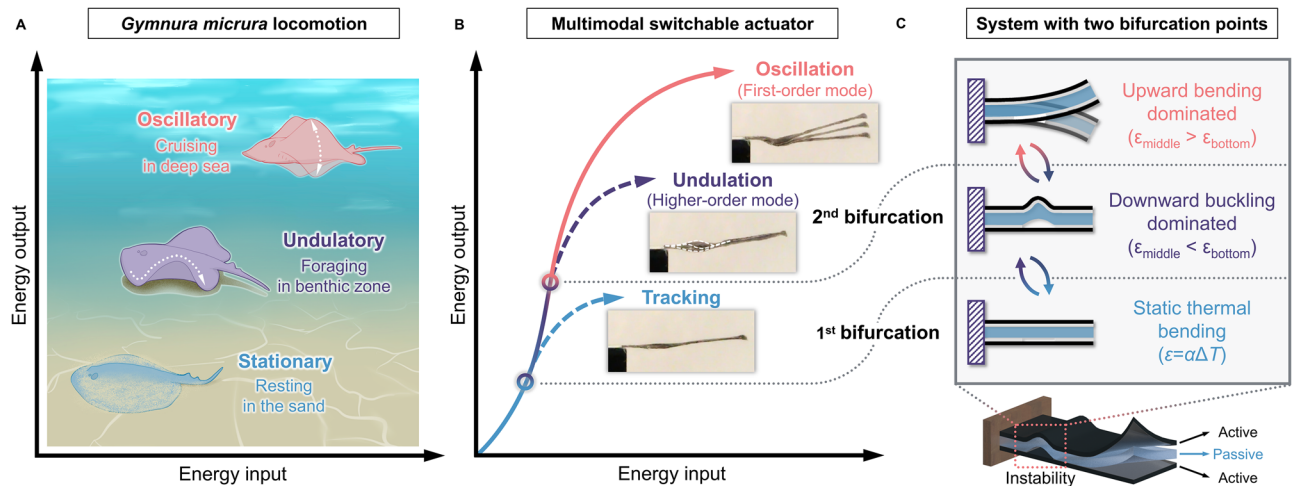 A
Gymnura micrura locomotion
Energy output
Energy input
Oscillatory
Cruising
in deep sea
Undulatory
Foraging
in benthic zone
Stationary
Resting
in the sand
B
Multimodal switchable actuator
Energy output
Energy input
Oscillation
(First-order mode)
Undulation
(Higher-order mode)
Tracking
2nd bifurcation
1st bifurcation
C
System with two bifurcation points
Upward bending
dominated
(εmiddle > εbottom)
Downward buckling
dominated
(εmiddle < εbottom)
Static thermal
bending
(ε=αΔT)
Active
Passive
Active
Instability